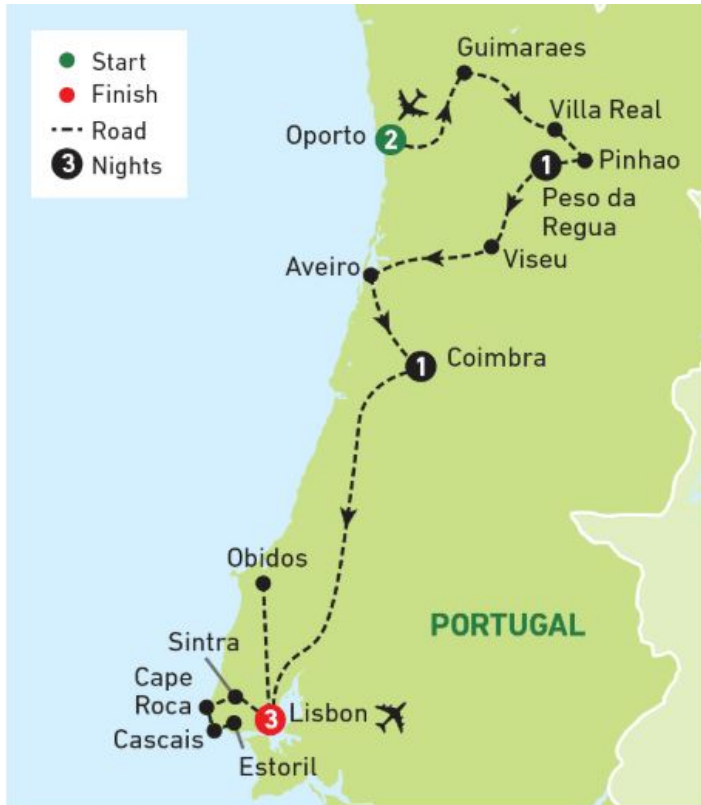 Start
Finish
Road
3 Nights
Guimaraes
Villa Real
Oporto
2
Pinhao
1
Peso da
Regua
Viseu
Aveiro
1
Coimbra
Obidos
PORTUGAL
Sintra
Cape
Roca
3
Lisbon
Cascais
Estoril